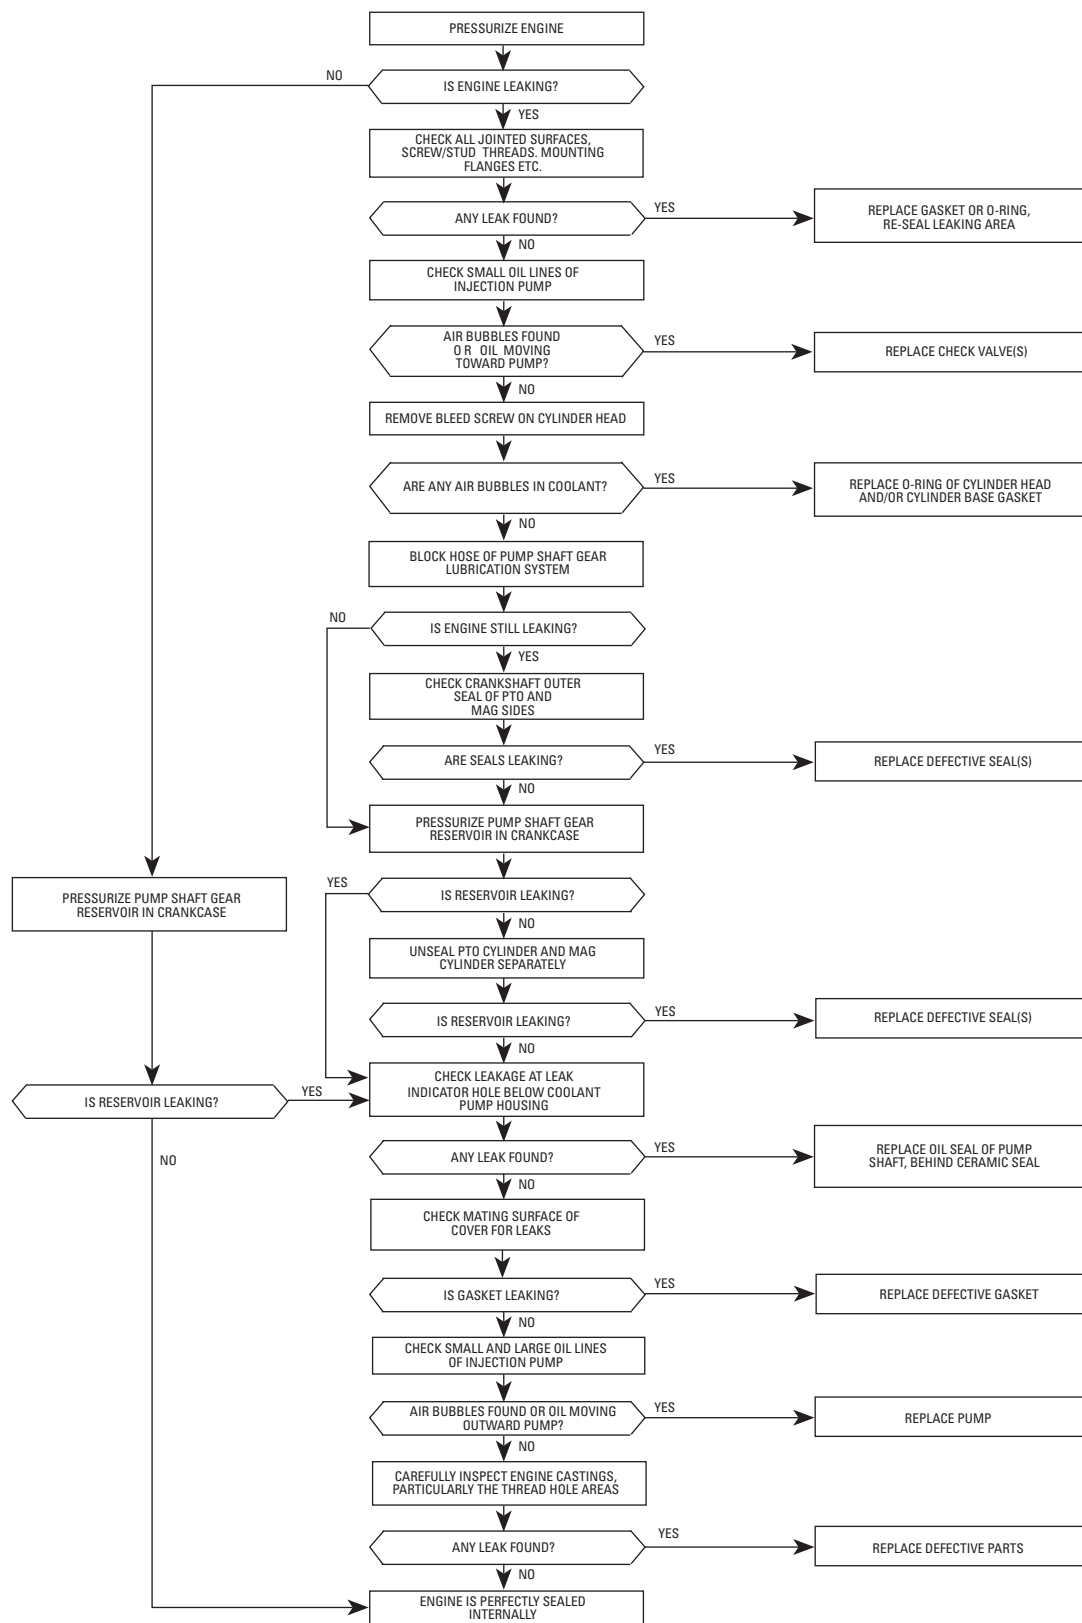 PRESSURIZE ENGINE
NO
IS ENGINE LEAKING?
YES
CHECK ALL JOINTED SURFACES,
SCREW/STUD THREADS. MOUNTING
FLANGES ETC.
ANY LEAK FOUND?
YES
REPLACE GASKET OR O-RING,
RE-SEAL LEAKING AREA
NO
CHECK SMALL OIL LINES OF
INJECTION PUMP
AIR BUBBLES FOUND
O R OIL MOVING
TOWARD PUMP?
YES
REPLACE CHECK VALVE(S)
NO
REMOVE BLEED SCREW ON CYLINDER HEAD
ARE ANY AIR BUBBLES IN COOLANT?
YES
REPLACE O-RING OF CYLINDER HEAD
AND/OR CYLINDER BASE GASKET
NO
BLOCK HOSE OF PUMP SHAFT GEAR
LUBRICATION SYSTEM
NO
IS ENGINE STILL LEAKING?
YES
CHECK CRANKSHAFT OUTER
SEAL OF PTO AND
MAG SIDES
ARE SEALS LEAKING?
YES
REPLACE DEFECTIVE SEAL(S)
NO
PRESSURIZE PUMP SHAFT GEAR
RESERVOIR IN CRANKCASE
PRESSURIZE PUMP SHAFT GEAR
RESERVOIR IN CRANKCASE
YES
IS RESERVOIR LEAKING?
NO
UNSEAL PTO CYLINDER AND MAG
CYLINDER SEPARATELY
IS RESERVOIR LEAKING?
YES
REPLACE DEFECTIVE SEAL(S)
NO
IS RESERVOIR LEAKING?
YES
CHECK LEAKAGE AT LEAK
INDICATOR HOLE BELOW COOLANT
PUMP HOUSING
NO
ANY LEAK FOUND?
YES
REPLACE OIL SEAL OF PUMP
SHAFT, BEHIND CERAMIC SEAL
NO
CHECK MATING SURFACE OF
COVER FOR LEAKS
IS GASKET LEAKING?
YES
REPLACE DEFECTIVE GASKET
NO
CHECK SMALL AND LARGE OIL LINES
OF INJECTION PUMP
AIR BUBBLES FOUND OR OIL MOVING
OUTWARD PUMP?
YES
REPLACE PUMP
NO
CAREFULLY INSPECT ENGINE CASTINGS,
PARTICULARLY THE THREAD HOLE AREAS
ANY LEAK FOUND?
YES
REPLACE DEFECTIVE PARTS
NO
ENGINE IS PERFECTLY SEALED
INTERNALLY